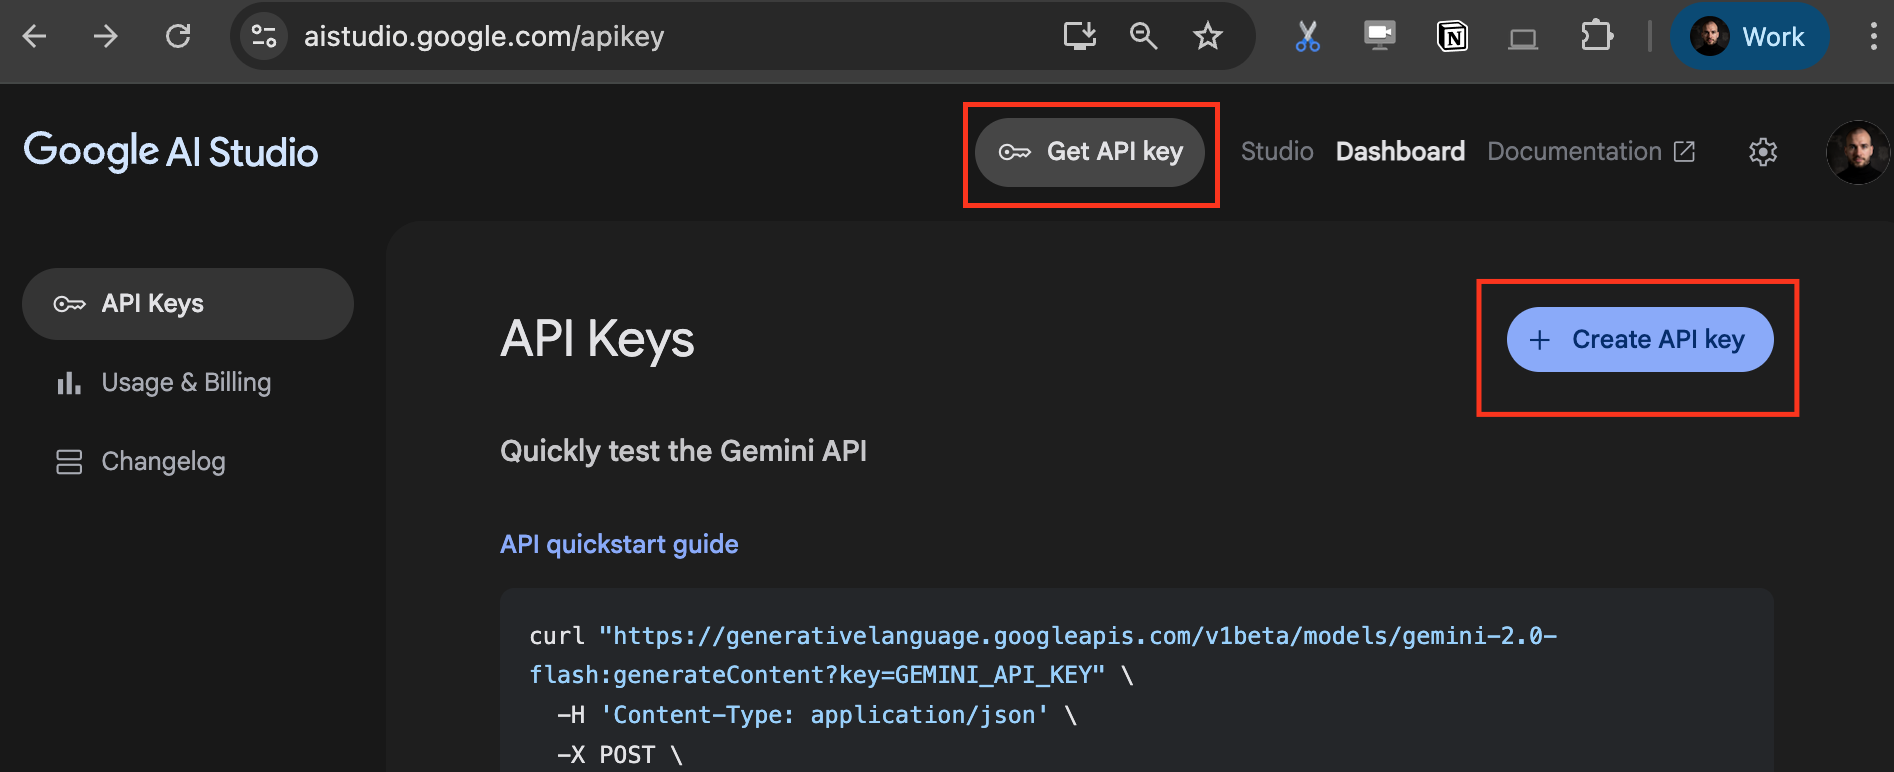 aistudio.google.com/apikey
N
Work
Google AI Studio
Get API key
Studio
Dashboard
Documentation
API Keys
Usage & Billing
Changelog
API Keys
+ Create API key
Quickly test the Gemini API
API quickstart guide
curl "https://generativelanguage.googleapis.com/v1beta/models/gemini-2.0-
flash:generateContent?key=GEMINI_API_KEY" \
-H 'Content-Type: application/json' \
-X POST \